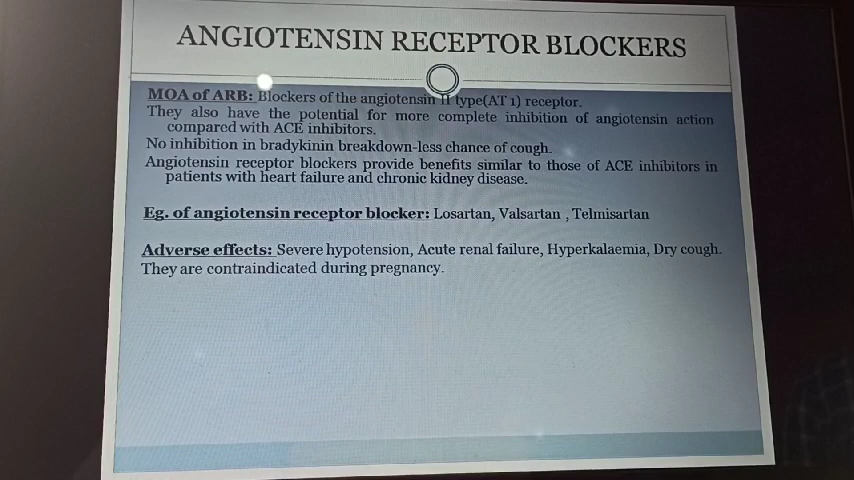 ANGIOTENSIN RECEPTOR BLOCKERS
MOA of ARB: Blockers of the angiotensin II type(AT 1) receptor.
They also have the potential for more complete inhibition of angiotensin action
compared with ACE inhibitors.
No inhibition in bradykinin breakdown-less chance of cough.
Angiotensin receptor blockers provide benefits similar to those of ACE inhibitors in
patients with heart failure and chronic kidney disease.
Eg. of angiotensin receptor blocker: Losartan, Valsartan , Telmisartan
Adverse effects: Severe hypotension, Acute renal failure, Hyperkalaemia, Dry cough.
They are contraindicated during pregnancy.